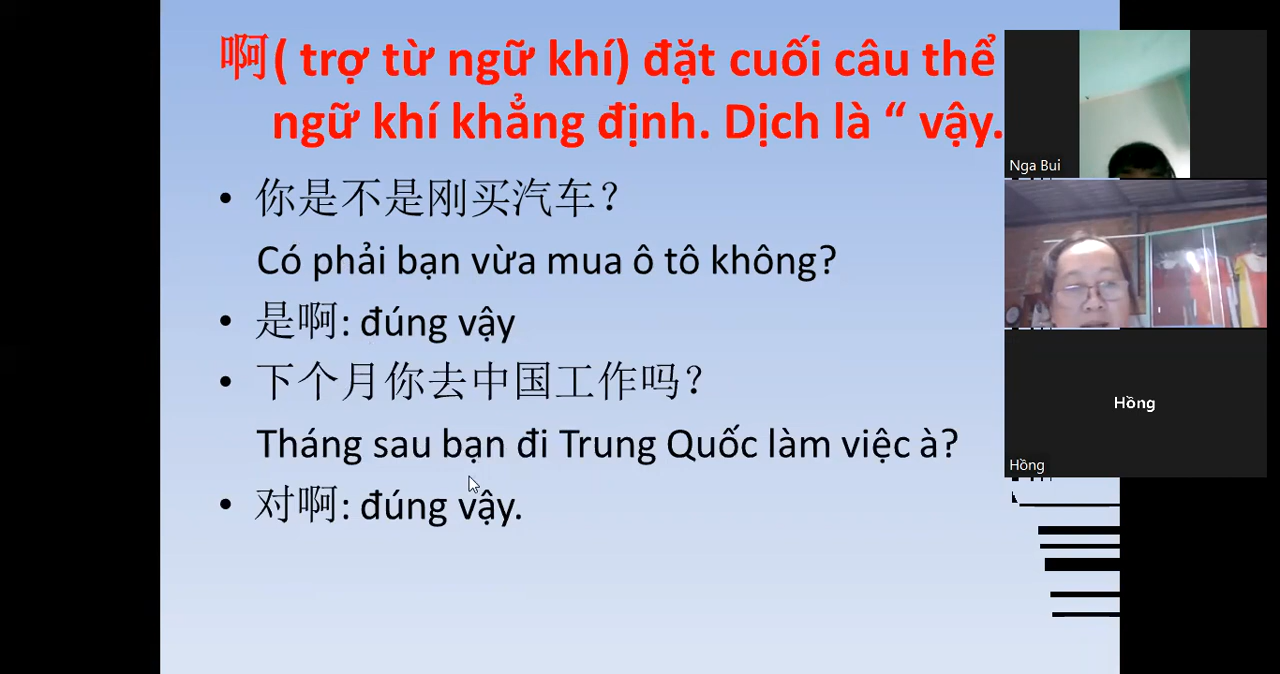 啊( trợ từ ngữ khí) đặt cuối câu thể
ngữ khí khẳng định. Dịch là “ vậy.
• 你是不是刚买汽车？
Có phải bạn vừa mua ô tô không?
• 是啊: đúng vậy
• 下个月你去中国工作吗？
Tháng sau bạn đi Trung Quốc làm việc à?
• 对啊: đúng vậy.
Nga Bui
Hồng
Hồng